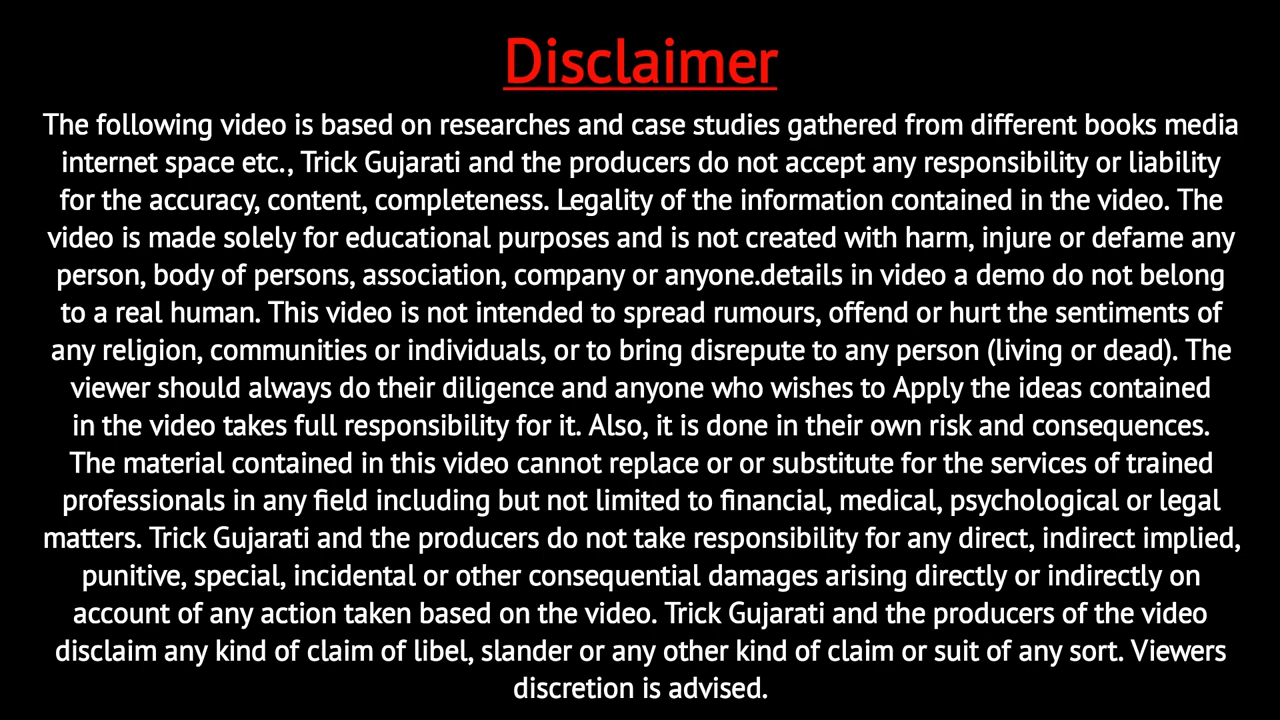 Disclaimer
The following video is based on researches and case studies gathered from different books media
internet space etc., Trick Gujarati and the producers do not accept any responsibility or liability
for the accuracy, content, completeness. Legality of the information contained in the video. The
video is made solely for educational purposes and is not created with harm, injure or defame any
person, body of persons, association, company or anyone.details in video a demo do not belong
to a real human. This video is not intended to spread rumours, offend or hurt the sentiments of
any religion, communities or individuals, or to bring disrepute to any person (living or dead). The
viewer should always do their diligence and anyone who wishes to Apply the ideas contained
in the video takes full responsibility for it. Also, it is done in their own risk and consequences.
The material contained in this video cannot replace or or substitute for the services of trained
professionals in any field including but not limited to financial, medical, psychological or legal
matters. Trick Gujarati and the producers do not take responsibility for any direct, indirect implied,
punitive, special, incidental or other consequential damages arising directly or indirectly on
account of any action taken based on the video. Trick Gujarati and the producers of the video
disclaim any kind of claim of libel, slander or any other kind of claim or suit of any sort. Viewers
discretion is advised.